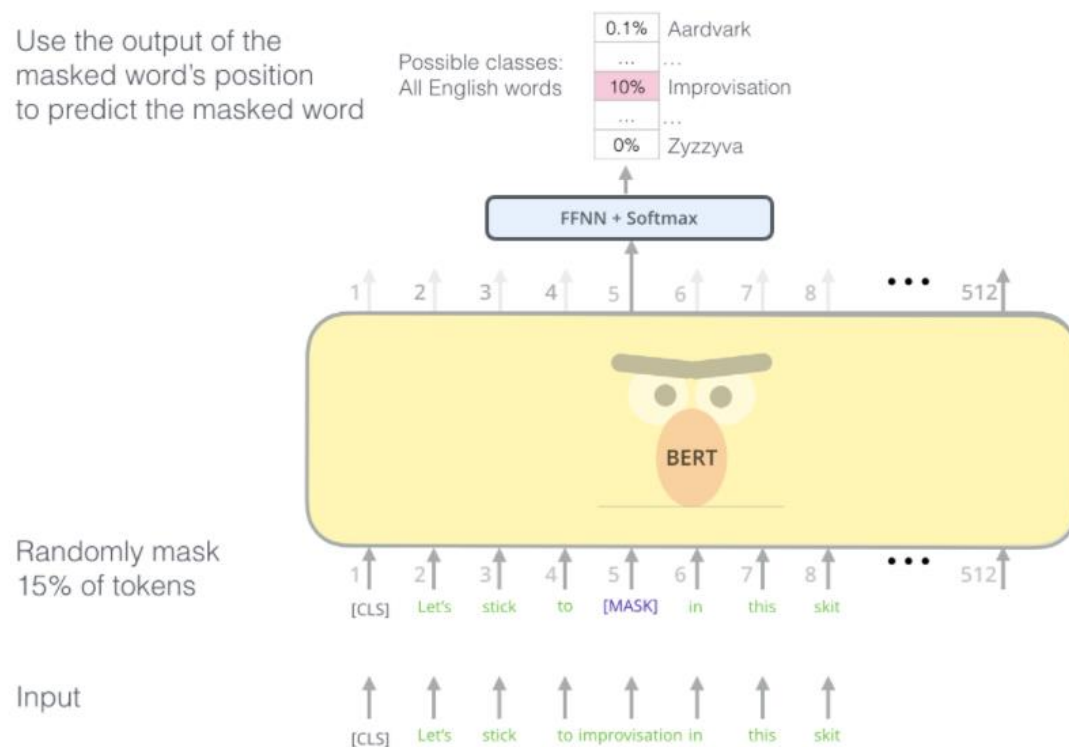 Use the output of the
masked word's position
to predict the masked word
Possible classes:
All English words
0.1% Aardvark
... ...
10% Improvisation
... ...
0% Zyzzyva
FFNN + Softmax
1 2 3 4 5 6 7 8 ••• 512
BERT
Randomly mask
15% of tokens
1 2 3 4 5 6 7 8 ••• 512
[CLS] Let's stick to [MASK] in this skit
Input
[CLS] Let's stick to improvisation in this skit